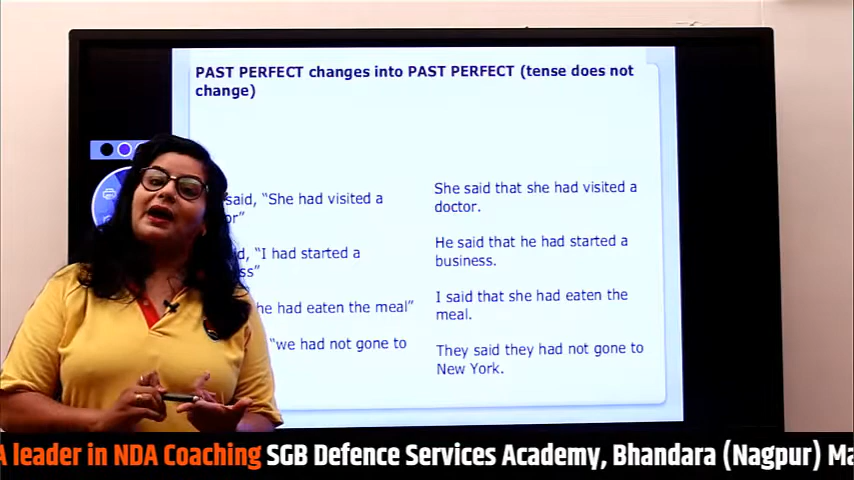 PAST PERFECT changes into PAST PERFECT (tense does not
change)
said, "She had visited a
She said that she had visited a
doctor.
"I had started a
He said that he had started a
business.
he had eaten the meal"
I said that she had eaten the
meal.
"we had not gone to
They said they had not gone to
New York.
A leader in NDA Coaching SGB Defence Services Academy, Bhandara (Nagpur) Ma